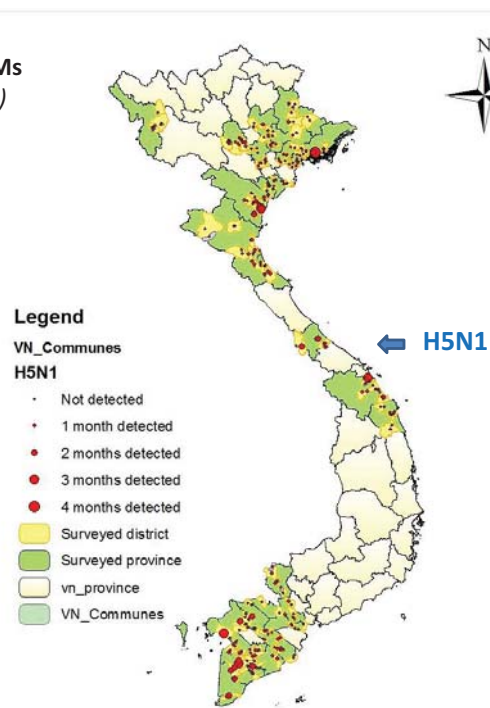 Ms
)
N
H5N1
Legend
VN_Communes
H5N1
Not detected
1 month detected
2 months detected
3 months detected
4 months detected
Surveyed district
Surveyed province
vn_province
VN_Communes